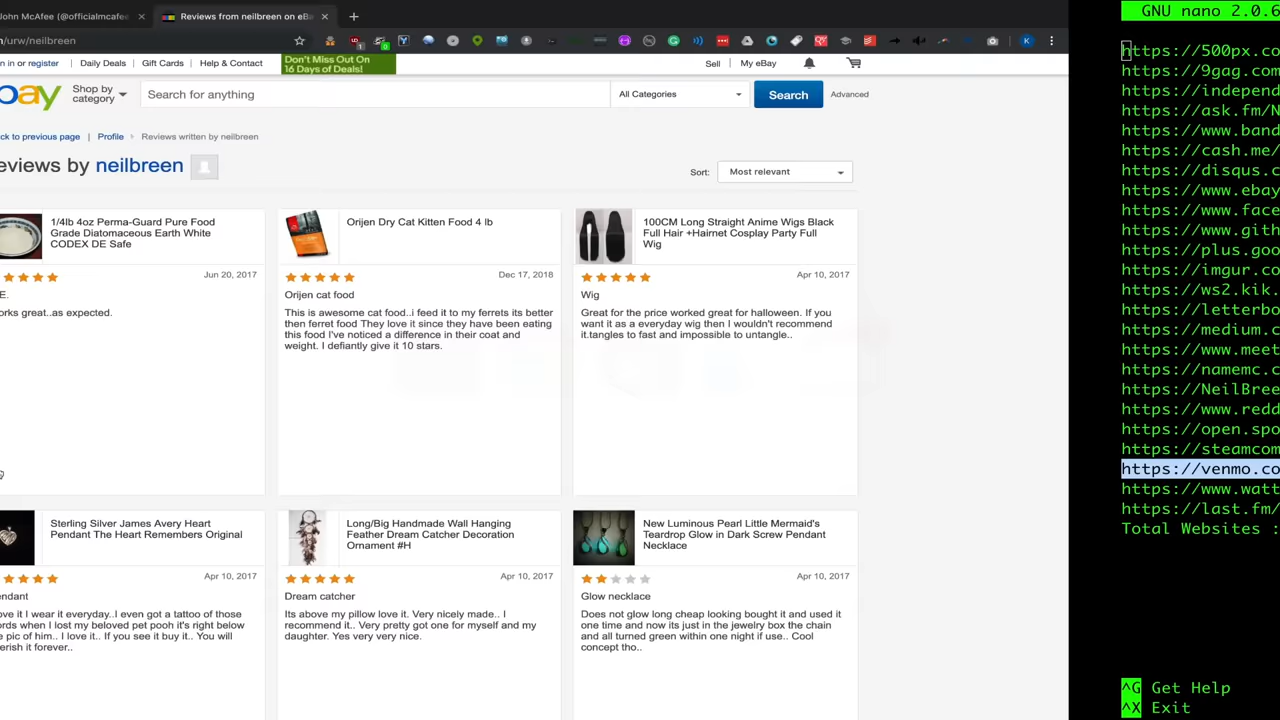 John McAfee (@officialmcafee
Reviews from neilbreen on eBa
GNU nano 2.0.6
m/urw/neilbreen
n in or register
Daily Deals
Gift Cards
Help & Contact
Don't Miss Out On
16 Days of Deals!
Sell
My eBay
bay
Shop by
category
Search for anything
All Categories
Search
Advanced
ck to previous page
|
Profile
Reviews written by neilbreen
eviews by neilbreen
Sort:
Most relevant
1/4lb 4oz Perma-Guard Pure Food
Grade Diatomaceous Earth White
CODEX DE Safe
Jun 20, 2017
E.
orks great..as expected.
Orijen Dry Cat Kitten Food 4 lb
Dec 17, 2018
Orijen cat food
This is awesome cat food..i feed it to my ferrets its better
then ferret food They love it since they have been eating
this food I've noticed a difference in their coat and
weight. I defiantly give it 10 stars.
100CM Long Straight Anime Wigs Black
Full Hair +Hairnet Cosplay Party Full
Wig
Apr 10, 2017
Wig
Great for the price worked great for halloween. If you
want it as a everyday wig then I wouldn't recommend
it.tangles to fast and impossible to untangle..
Sterling Silver James Avery Heart
Pendant The Heart Remembers Original
Apr 10, 2017
endant
ove it I wear it everyday..I even got a tattoo of those
ords when I lost my beloved pet pooh it's right below
e pic of him.. I love it.. If you see it buy it.. You will
erish it forever..
Long/Big Handmade Wall Hanging
Feather Dream Catcher Decoration
Ornament #H
Apr 10, 2017
Dream catcher
Its above my pillow love it. Very nicely made.. I
recommend it.. Very pretty got one for myself and my
daughter. Yes very very nice.
New Luminous Pearl Little Mermaid's
Teardrop Glow in Dark Screw Pendant
Necklace
Apr 10, 2017
Glow necklace
Does not glow long cheap looking bought it and used it
one time and now its just in the jewelry box the chain
and all turned green within one night if use.. Cool
concept tho..
https://500px.co
https://9gag.com
https://independ
https://ask.fm/N
https://www.band
https://cash.me/
https://disqus.c
https://www.ebay
https://www.face
https://www.gith
https://plus.goo
https://imgur.co
https://ws2.kik.
https://letterbo
https://medium.c
https://www.meet
https://namemc.c
https://NeilBree
https://www.redd
https://open.spo
https://steamcom
https://venmo.co
https://www.watt
https://last.fm/
Total Websites :
^G Get Help
^X Exit